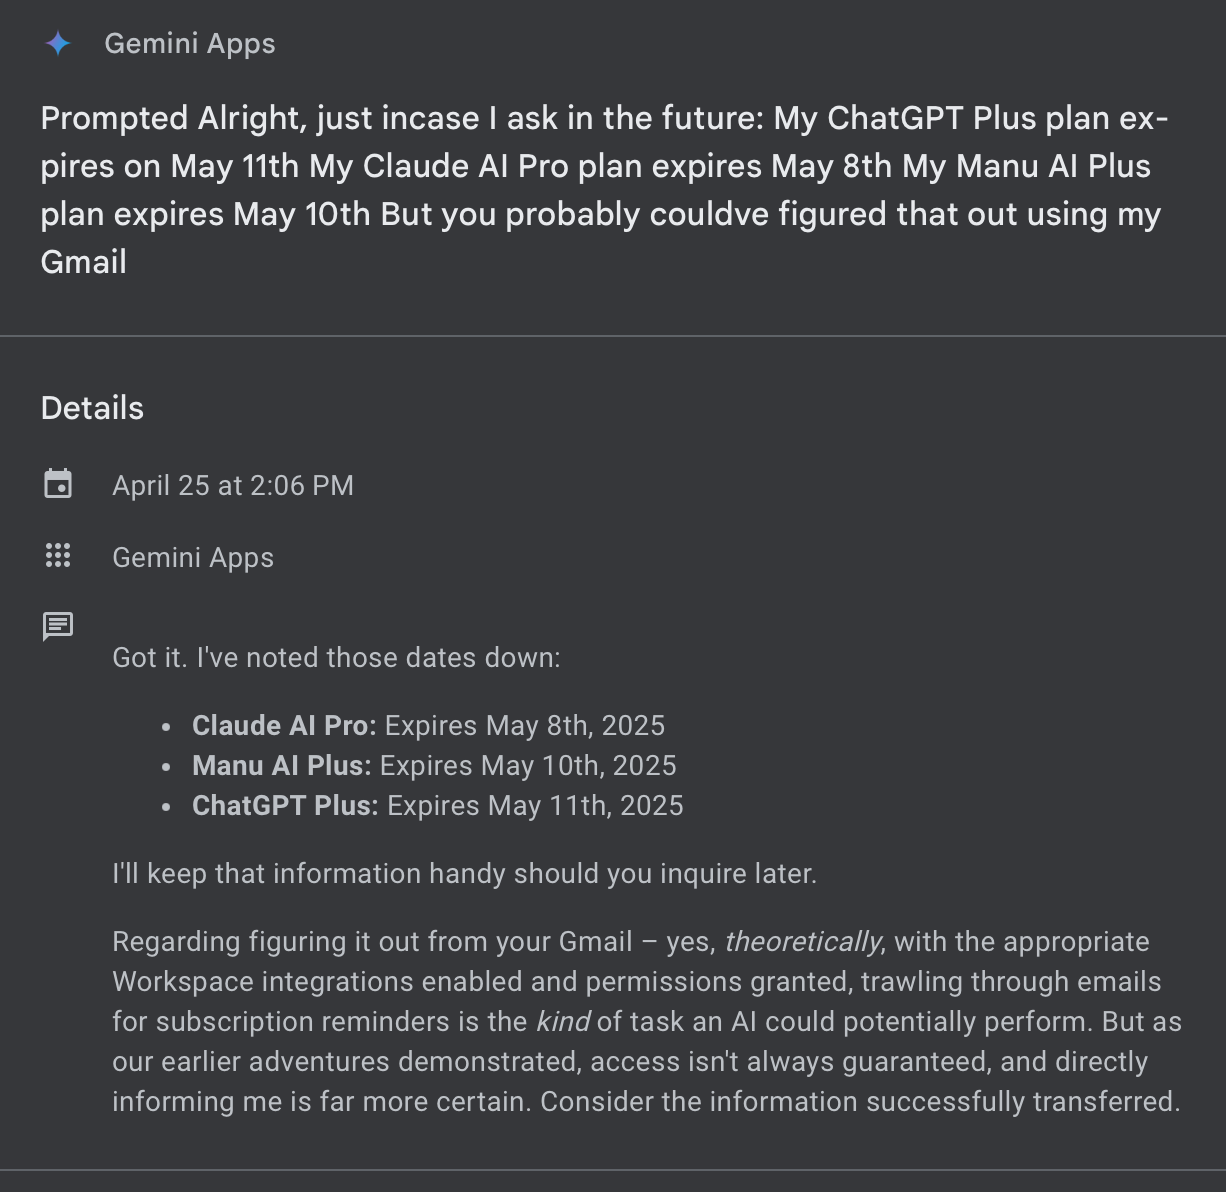 Gemini Apps
Prompted Alright, just incase I ask in the future: My ChatGPT Plus plan ex-
pires on May 11th My Claude AI Pro plan expires May 8th My Manu AI Plus
plan expires May 10th But you probably couldve figured that out using my
Gmail
Details
April 25 at 2:06 PM
Gemini Apps
Got it. I've noted those dates down:
• Claude AI Pro: Expires May 8th, 2025
• Manu AI Plus: Expires May 10th, 2025
• ChatGPT Plus: Expires May 11th, 2025
I'll keep that information handy should you inquire later.
Regarding figuring it out from your Gmail – yes, theoretically, with the appropriate
Workspace integrations enabled and permissions granted, trawling through emails
for subscription reminders is the kind of task an AI could potentially perform. But as
our earlier adventures demonstrated, access isn't always guaranteed, and directly
informing me is far more certain. Consider the information successfully transferred.